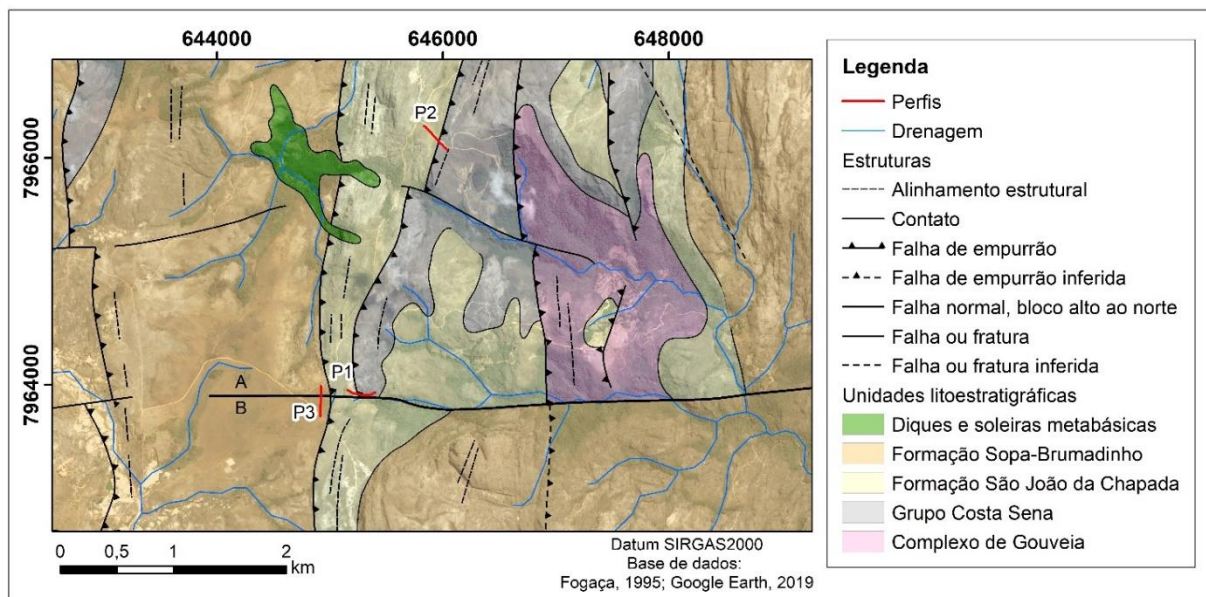 644000
646000
648000
7966000
7964000
P2
P1
P3
A
B
0 0,5 1 2
km
Datum SIRGAS2000
Base de dados:
Fogaça, 1995; Google Earth, 2019
Legenda
Perfis
Drenagem
Estruturas
Alinhamento estrutural
Contato
Falha de empurrão
Falha de empurrão inferida
Falha normal, bloco alto ao norte
Falha ou fratura
Falha ou fratura inferida
Unidades litoestratigráficas
Diques e soleiras metabásicas
Formação Sopa-Brumadinho
Formação São João da Chapada
Grupo Costa Sena
Complexo de Gouveia